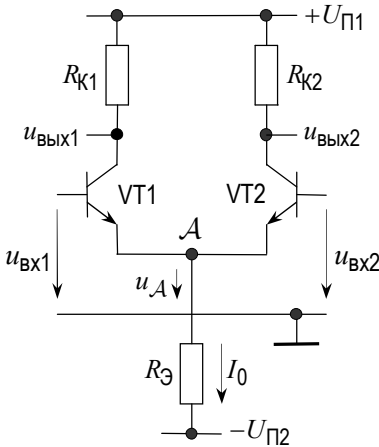 +U_П1
R_К1 R_К2
u_вых1 u_вых2
VT1 VT2
𝒜
u_вх1 u_𝒜 u_вх2
R_Э I_0
−U_П2